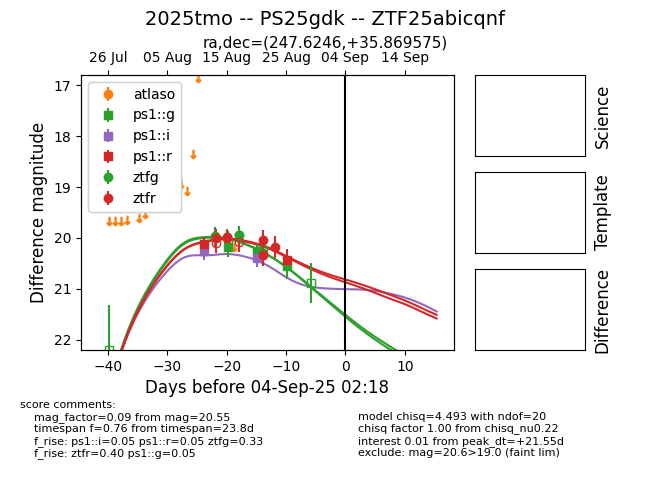 2025tmo -- PS25gdk -- ZTF25abicqnf
ra,dec=(247.6246,+35.869575)
26 Jul 05 Aug 15 Aug 25 Aug 04 Sep 14 Sep
atlaso
ps1::g
ps1::i
ps1::r
ztfg
ztfr
17
18
19
20
21
22
Difference magnitude
−40 −30 −20 −10 0 10
Days before 04-Sep-25 02:18
Science
Template
Difference
score comments:
mag_factor=0.09 from mag=20.55
timespan f=0.76 from timespan=23.8d
f_rise: ps1::i=0.05 ps1::r=0.05 ztfg=0.33
f_rise: ztfr=0.40 ps1::g=0.05
model chisq=4.493 with ndof=20
chisq factor 1.00 from chisq_nu0.22
interest 0.01 from peak_dt=+21.55d
exclude: mag=20.6>19.0 (faint lim)